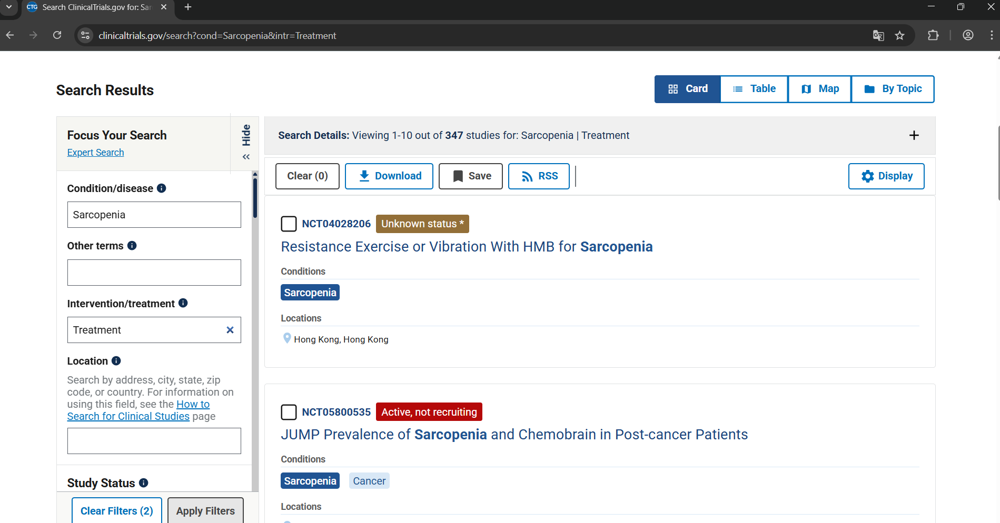 CTG Search ClinicalTrials.gov for: Sar
clinicaltrials.gov/search?cond=Sarcopenia&intr=Treatment
Search Results
Card
Table
Map
By Topic
Focus Your Search
Expert Search
Hide
Search Details: Viewing 1-10 out of 347 studies for: Sarcopenia | Treatment
Clear (0)
Download
Save
RSS
Display
Condition/disease
Sarcopenia
Other terms
Intervention/treatment
Treatment
Location
Search by address, city, state, zip
code, or country. For information on
using this field, see the How to
Search for Clinical Studies page
Study Status
Clear Filters (2)
Apply Filters
NCT04028206 Unknown status *
Resistance Exercise or Vibration With HMB for Sarcopenia
Conditions
Sarcopenia
Locations
Hong Kong, Hong Kong
NCT05800535 Active, not recruiting
JUMP Prevalence of Sarcopenia and Chemobrain in Post-cancer Patients
Conditions
Sarcopenia Cancer
Locations